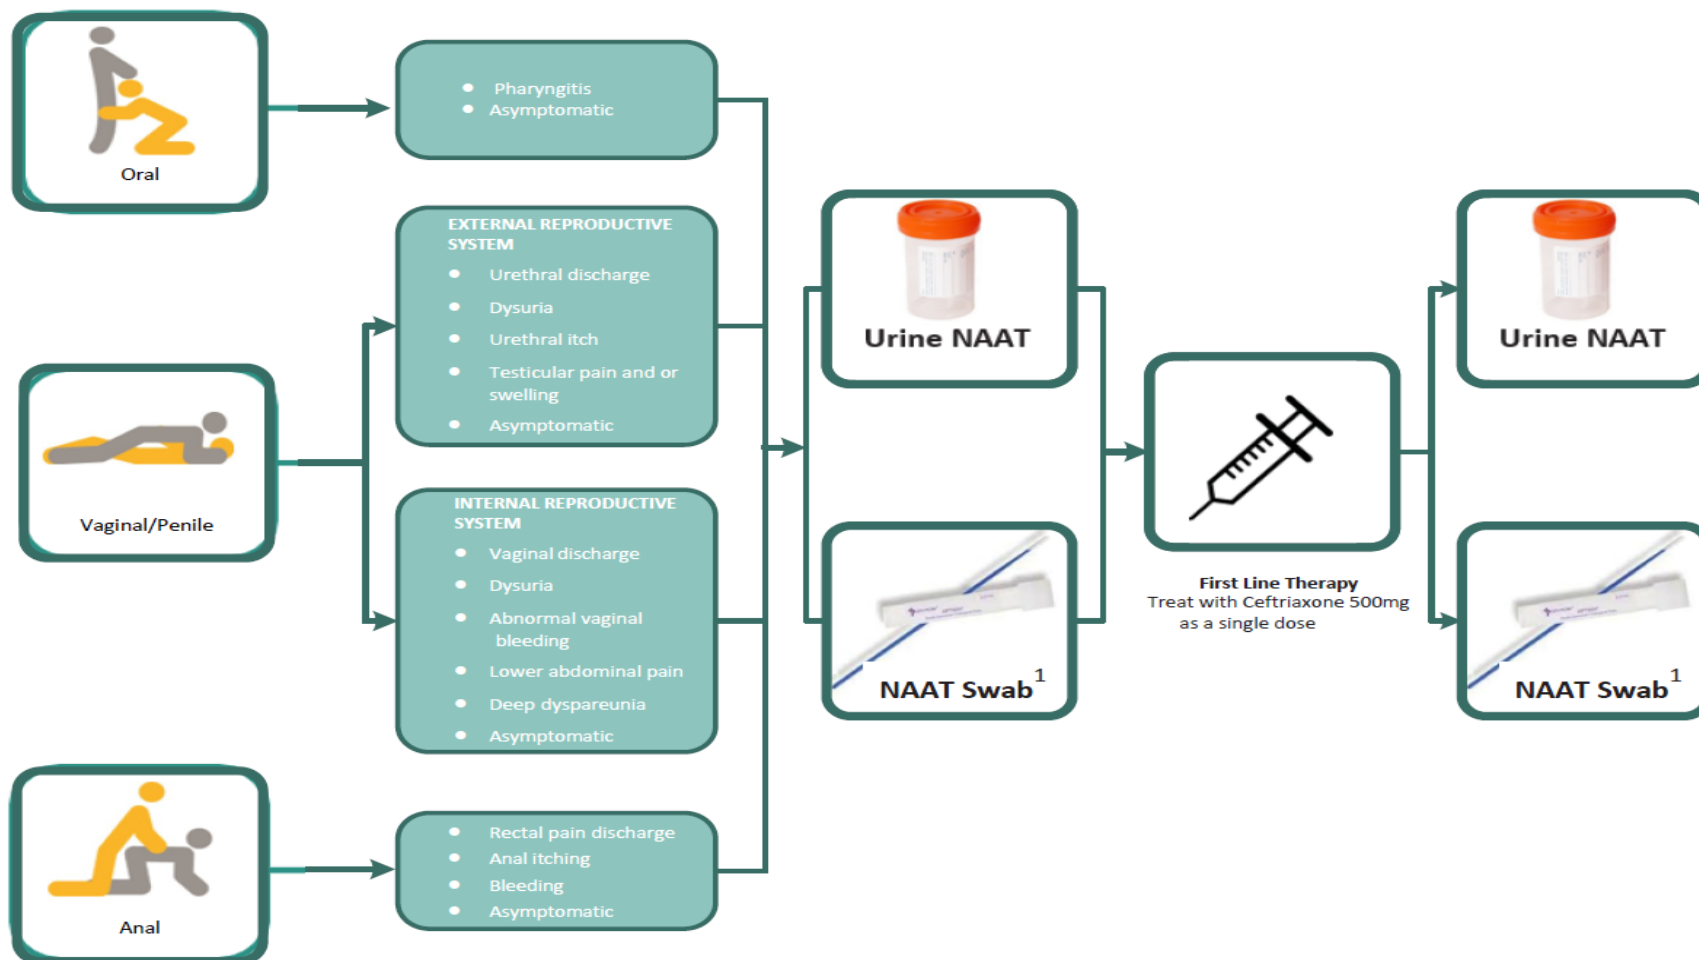 Oral
Pharyngitis
Asymptomatic
Vaginal/Penile
EXTERNAL REPRODUCTIVE
SYSTEM
Urethral discharge
Dysuria
Urethral itch
Testicular pain and or
swelling
Asymptomatic
INTERNAL REPRODUCTIVE
SYSTEM
Vaginal discharge
Dysuria
Abnormal vaginal
bleeding
Lower abdominal pain
Deep dyspareunia
Asymptomatic
Anal
Rectal pain discharge
Anal itching
Bleeding
Asymptomatic
Urine NAAT
NAAT Swab1
First Line Therapy
Treat with Ceftriaxone 500mg
as a single dose
Urine NAAT
NAAT Swab1